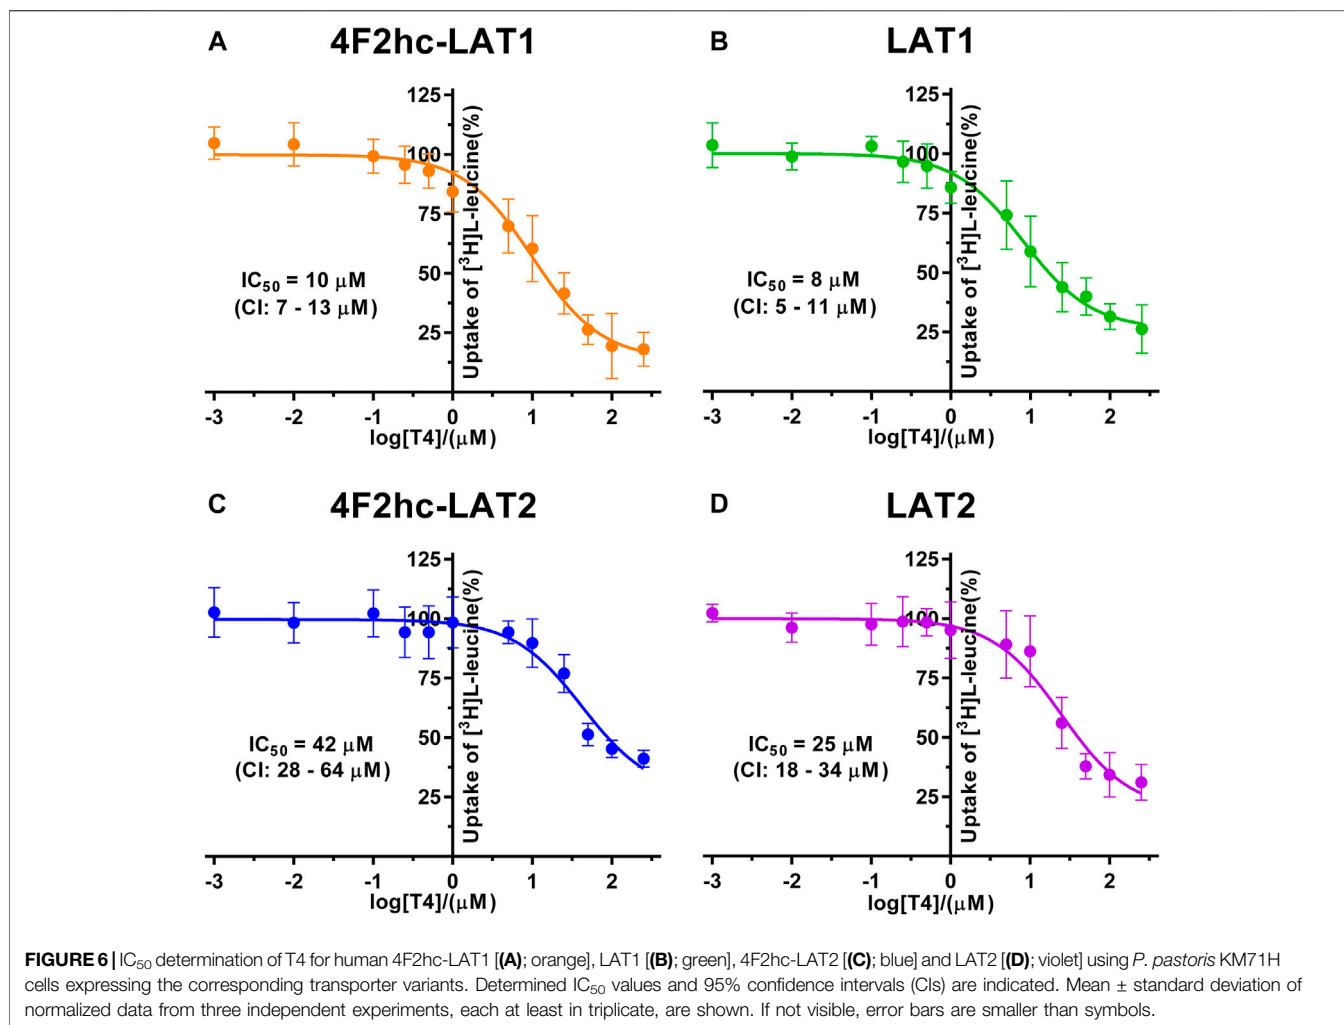 A
4F2hc-LAT1
125
100
75
50
25
Uptake of [³H]L-leucine(%)
IC₅₀ = 10 μM
(CI: 7 - 13 μM)
-3 -2 -1 0 1 2
log[T4]/(μM)
B
LAT1
125
100
75
50
25
Uptake of [³H]L-leucine(%)
IC₅₀ = 8 μM
(CI: 5 - 11 μM)
-3 -2 -1 0 1 2
log[T4]/(μM)
C
4F2hc-LAT2
125
100
75
50
25
Uptake of [³H]L-leucine(%)
IC₅₀ = 42 μM
(CI: 28 - 64 μM)
-3 -2 -1 0 1 2
log[T4]/(μM)
D
LAT2
125
100
75
50
25
Uptake of [³H]L-leucine(%)
IC₅₀ = 25 μM
(CI: 18 - 34 μM)
-3 -2 -1 0 1 2
log[T4]/(μM)
FIGURE 6 | IC₅₀ determination of T4 for human 4F2hc-LAT1 [(A); orange], LAT1 [(B); green], 4F2hc-LAT2 [(C); blue] and LAT2 [(D); violet] using P. pastoris KM71H
cells expressing the corresponding transporter variants. Determined IC₅₀ values and 95% confidence intervals (CIs) are indicated. Mean ± standard deviation of
normalized data from three independent experiments, each at least in triplicate, are shown. If not visible, error bars are smaller than symbols.